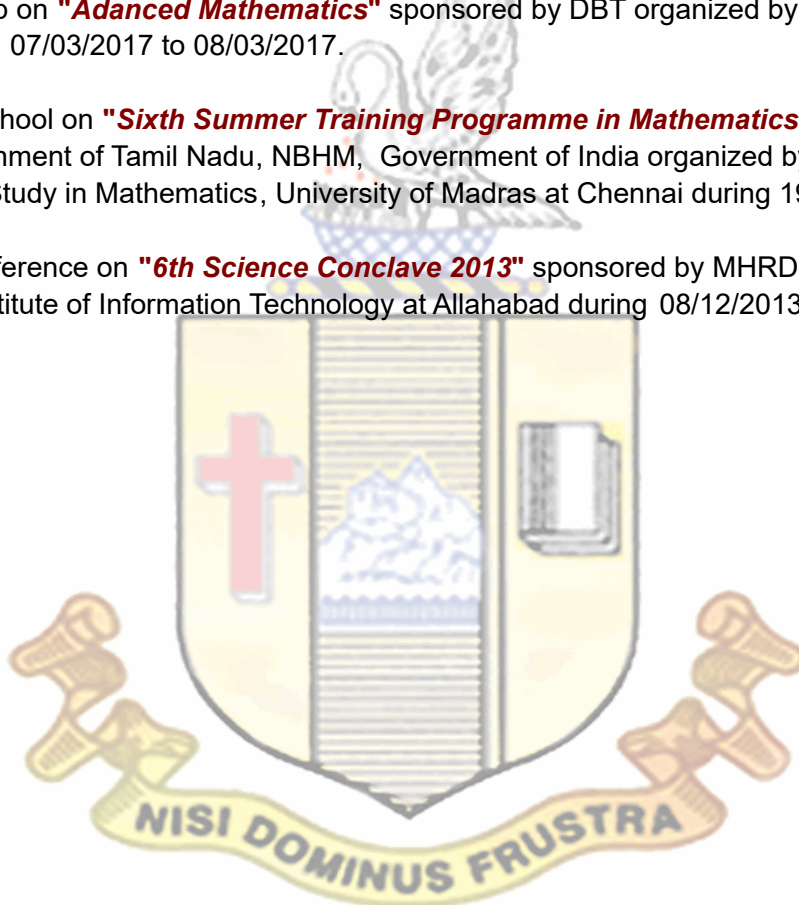 o on "Adanced Mathematics" sponsored by DBT organized by
07/03/2017 to 08/03/2017.
hool on "Sixth Summer Training Programme in Mathematics
nment of Tamil Nadu, NBHM, Government of India organized by
Study in Mathematics, University of Madras at Chennai during 19
ference on "6th Science Conclave 2013" sponsored by MHRD
titute of Information Technology at Allahabad during 08/12/2013
NISI DOMINUS FRUSTRA